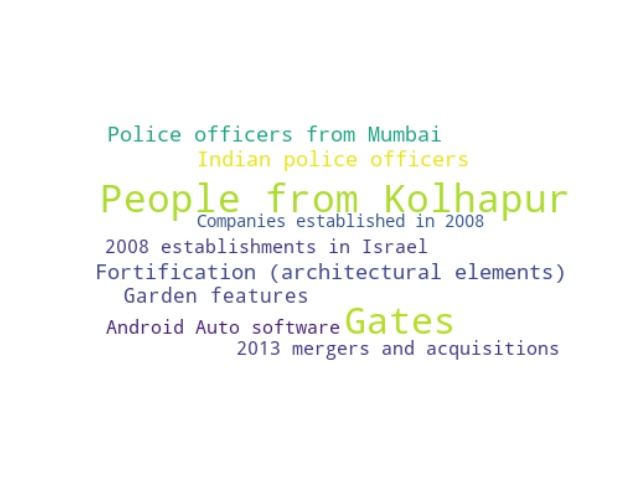 Police officers from Mumbai
Indian police officers
People from Kolhapur
Companies established in 2008
2008 establishments in Israel
Fortification (architectural elements)
Garden features
Android Auto software Gates
2013 mergers and acquisitions